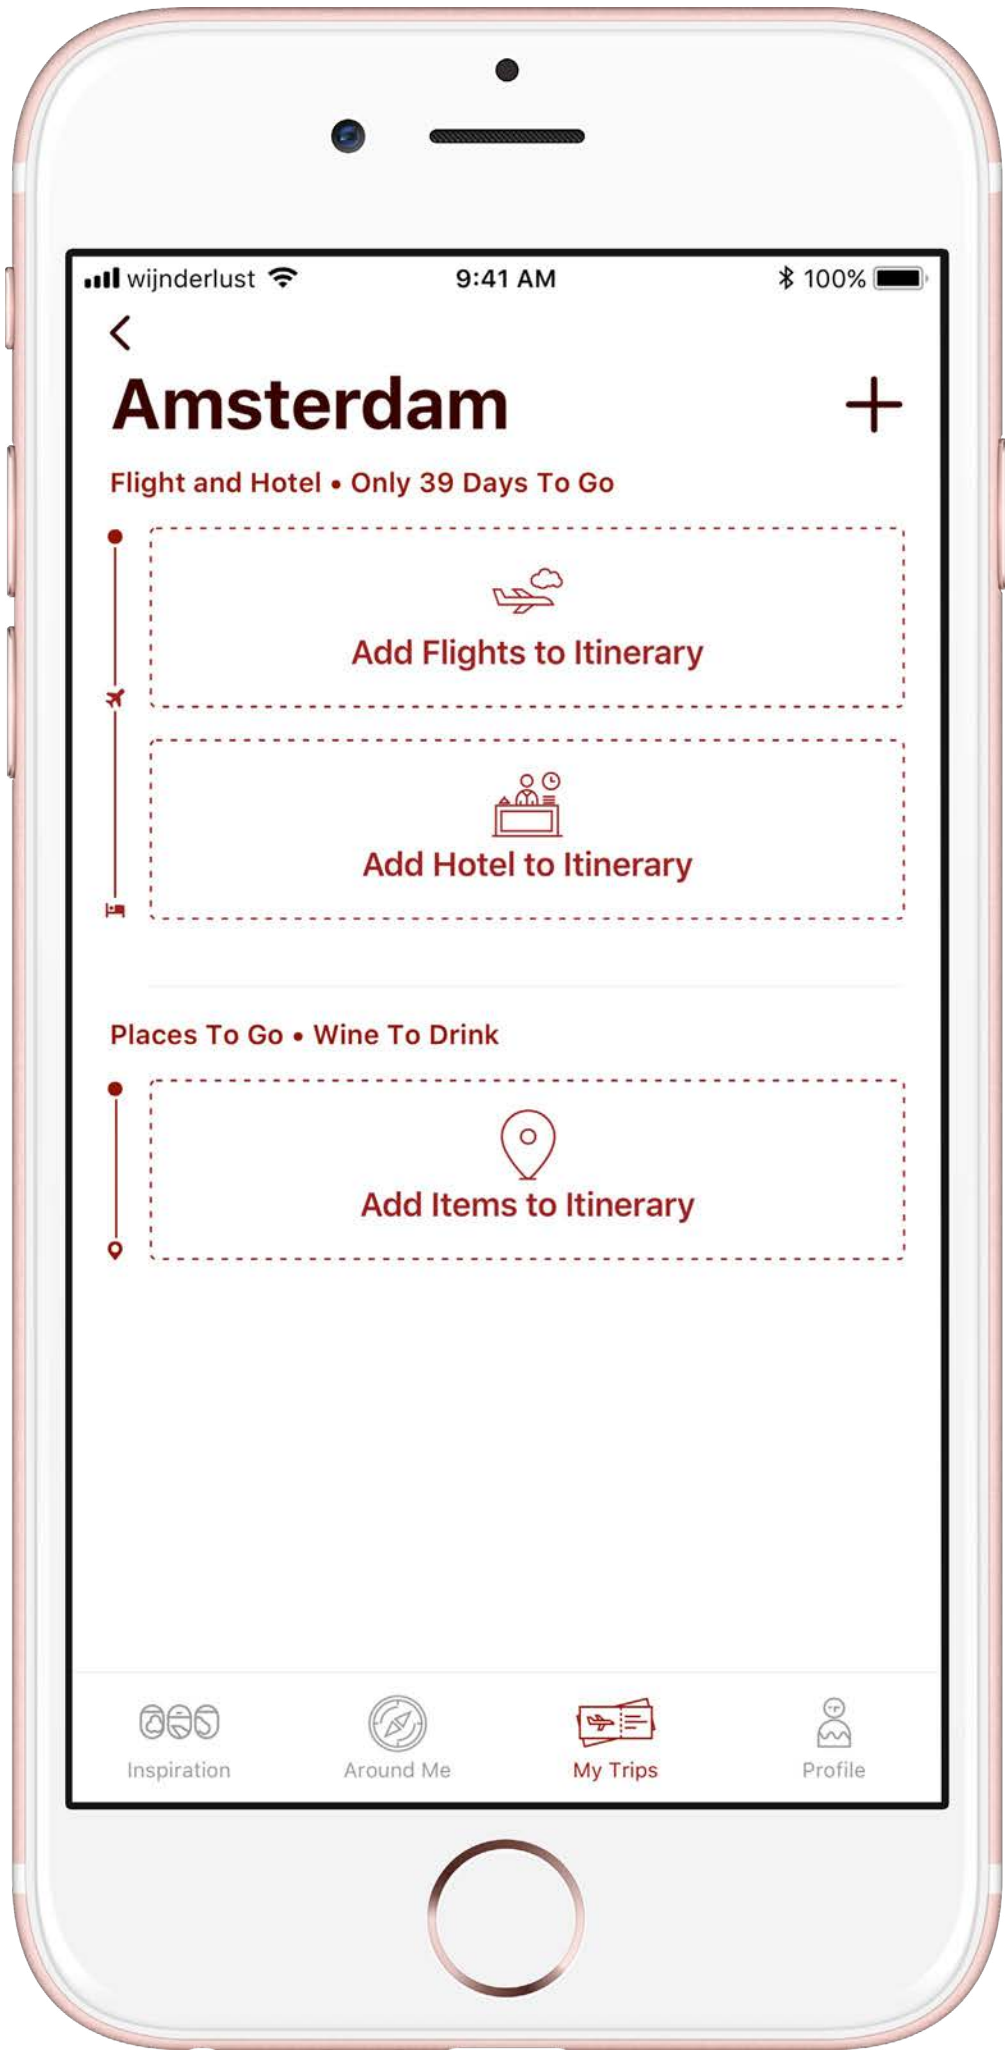 wijnderlust 9:41 AM 100%
Amsterdam
Flight and Hotel • Only 39 Days To Go
Add Flights to Itinerary
Add Hotel to Itinerary
Places To Go • Wine To Drink
Add Items to Itinerary
Inspiration Around Me My Trips Profile